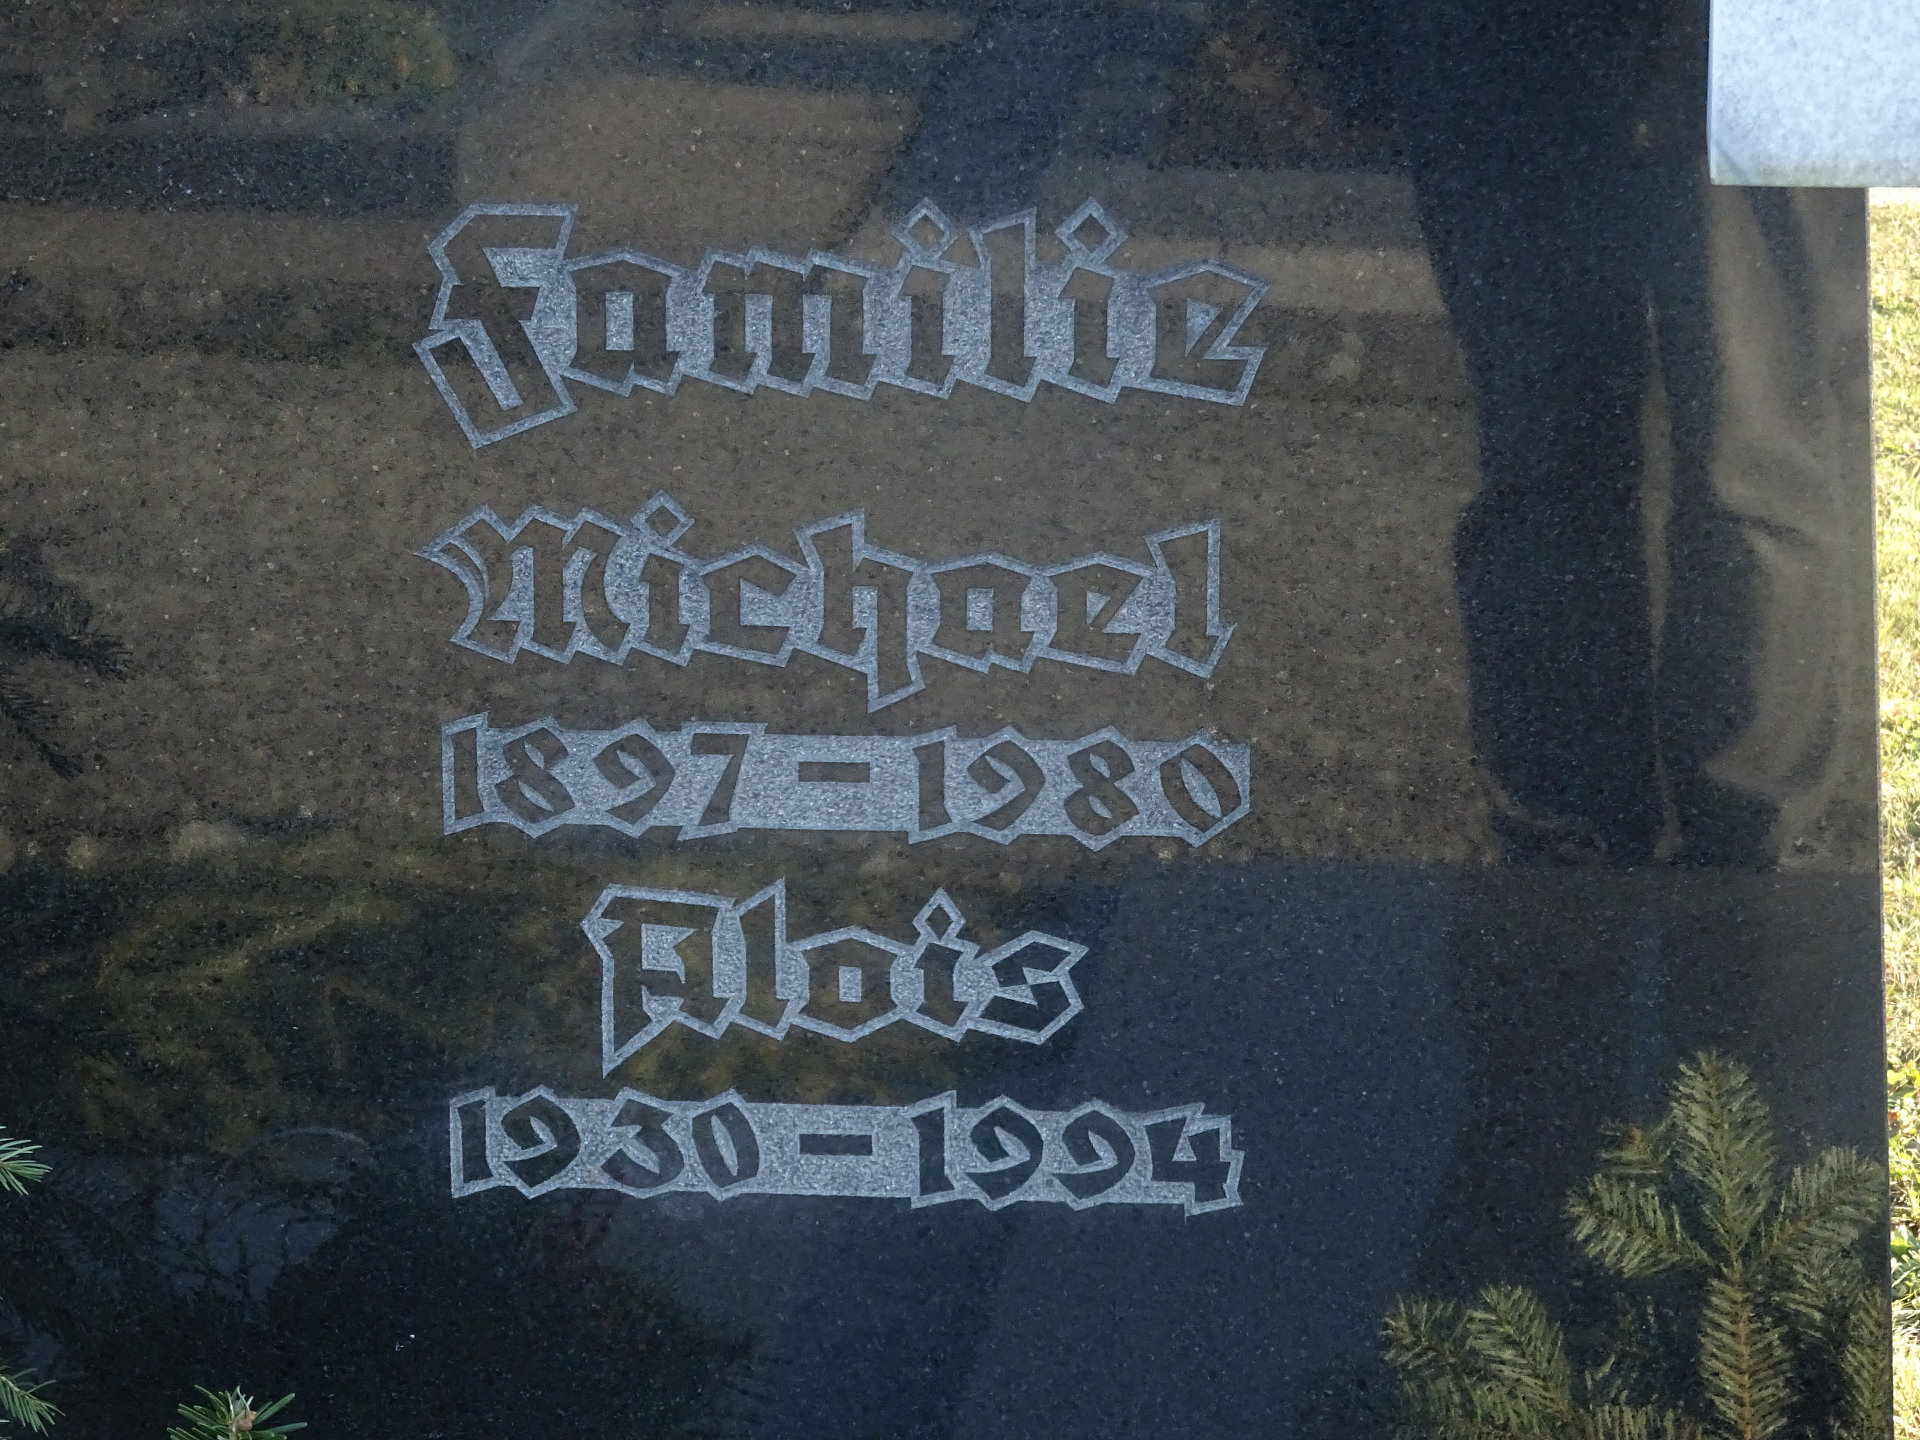 Familie
Michael
1897 - 1980
Alois
1930 - 1994